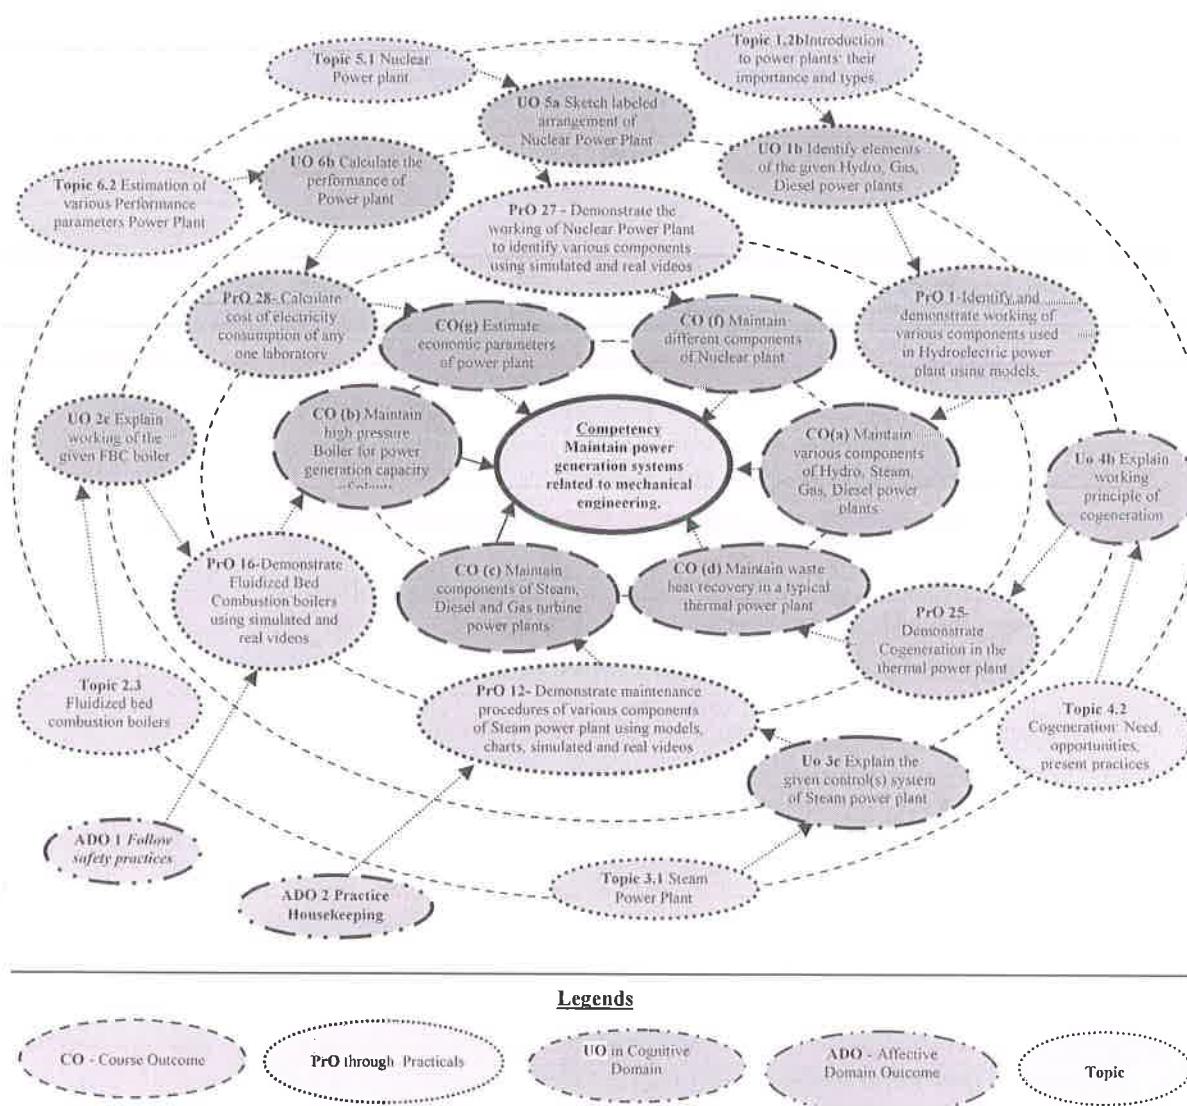 Topic 5.1 Nuclear
Power plant
Topic 1.2bIntroduction
to power plants: their
importance and types.
UO 5a Sketch labeled
arrangement of
Nuclear Power Plant
UO 6b Calculate the
performance of
Power plant
UO 1b Identify elements
of the given Hydro, Gas,
Diesel power plants
Topic 6.2 Estimation of
various Performance
parameters Power Plant
PrO 27 - Demonstrate the
working of Nuclear Power Plant
to identify various components
using simulated and real videos
PrO 28- Calculate
cost of electricity
consumption of any
one laboratory
CO(g) Estimate
economic parameters
of power plant
CO (f) Maintain
different components
of Nuclear plant
PrO 1-Identify and
demonstrate working of
various components used
in Hydroelectric power
plant using models.
UO 2c Explain
working of the
given FBC boiler
CO (b) Maintain
high pressure
Boiler for power
generation capacity
Competency
Maintain power
generation systems
related to mechanical
engineering.
CO(a) Maintain
various components
of Hydro, Steam,
Gas, Diesel power
plants
Uo 4b Explain
working
principle of
cogeneration
PrO 16-Demonstrate
Fluidized Bed
Combustion boilers
using simulated and
real videos
CO (c) Maintain
components of Steam,
Diesel and Gas turbine
power plants
CO (d) Maintain waste
heat recovery in a typical
thermal power plant
PrO 25-
Demonstrate
Cogeneration in the
thermal power plant
Topic 2.3
Fluidized bed
combustion boilers
PrO 12- Demonstrate maintenance
procedures of various components
of Steam power plant using models,
charts, simulated and real videos
Topic 4.2
Cogeneration: Need,
opportunities,
present practices
Uo 3c Explain the
given control(s) system
of Steam power plant
ADO 1 Follow
safety practices
ADO 2 Practice
Housekeeping
Topic 3.1 Steam
Power Plant
Legends
CO - Course Outcome
PrO through Practicals
UO in Cognitive
Domain
ADO - Affective
Domain Outcome
Topic